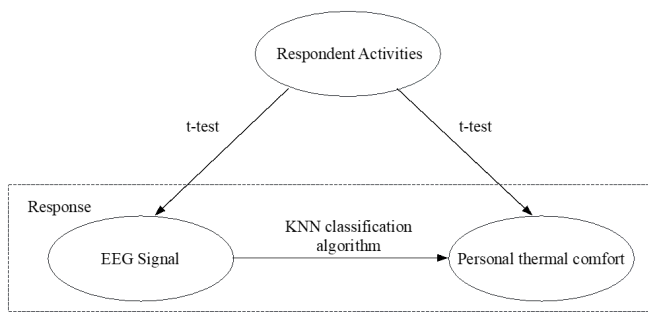 Respondent Activities
t-test
t-test
Response
KNN classification
algorithm
EEG Signal
Personal thermal comfort